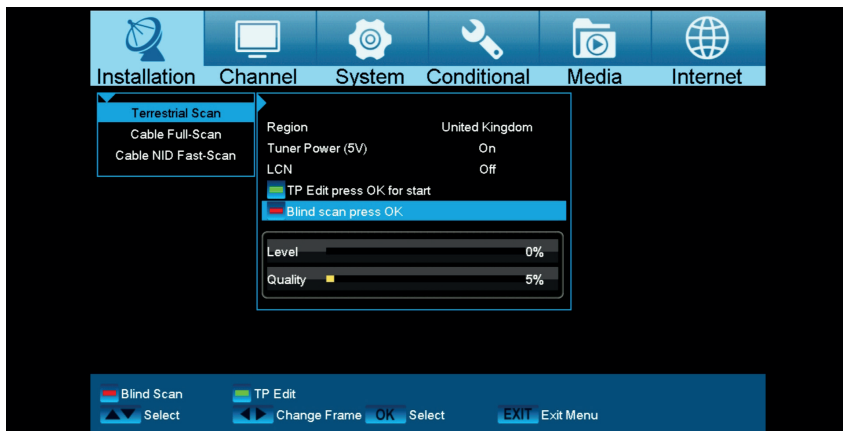 Installation Channel System Conditional Media Internet
Terrestrial Scan
Cable Full-Scan
Cable NID Fast-Scan
Region United Kingdom
Tuner Power (5V) On
LCN Off
TP Edit press OK for start
Blind scan press OK
Level 0%
Quality 5%
Blind Scan TP Edit
Select Change Frame OK Select EXIT Exit Menu